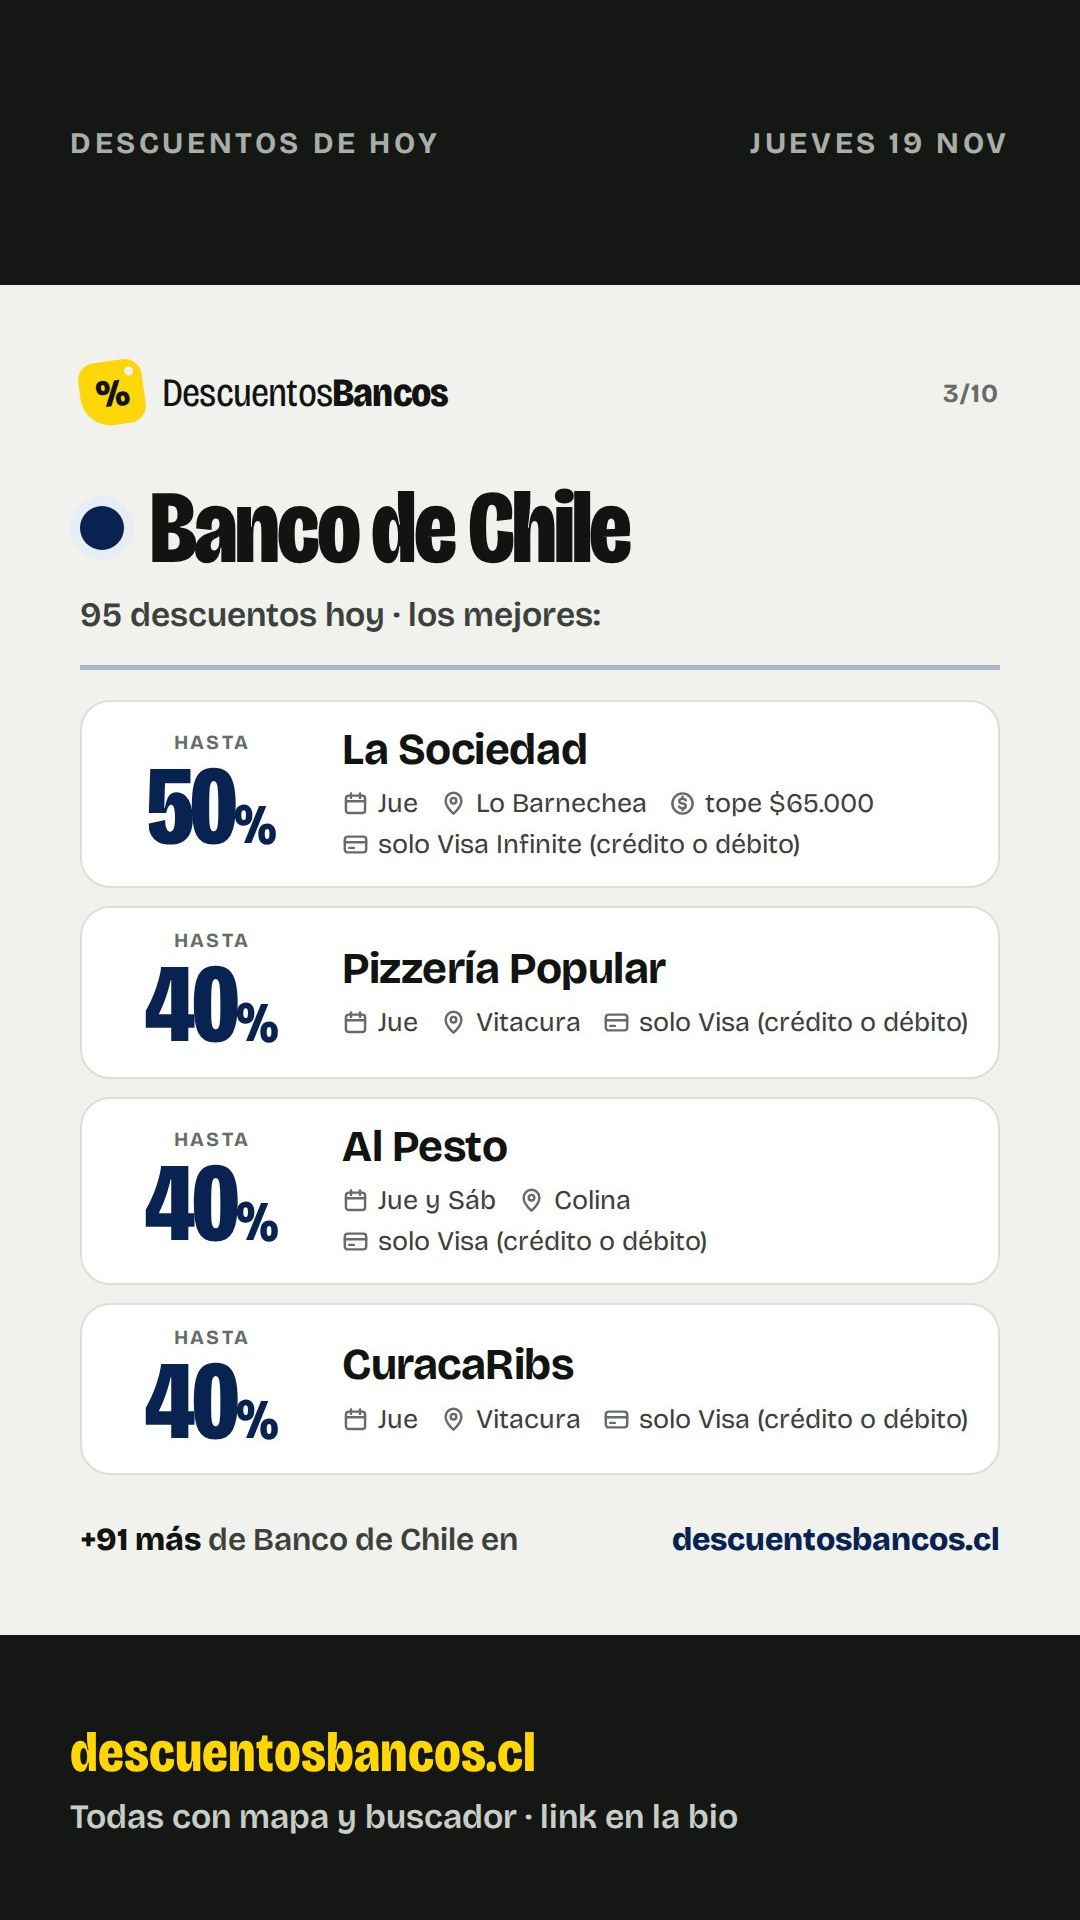 DESCUENTOS DE HOY
JUEVES 19 NOV
% DescuentosBancos
3/10
Banco de Chile
95 descuentos hoy · los mejores:
HASTA
50%
La Sociedad
Jue Lo Barnechea tope $65.000
solo Visa Infinite (crédito o débito)
HASTA
40%
Pizzería Popular
Jue Vitacura solo Visa (crédito o débito)
HASTA
40%
Al Pesto
Jue y Sáb Colina
solo Visa (crédito o débito)
HASTA
40%
CuracaRibs
Jue Vitacura solo Visa (crédito o débito)
+91 más de Banco de Chile en
descuentosbancos.cl
descuentosbancos.cl
Todas con mapa y buscador · link en la bio